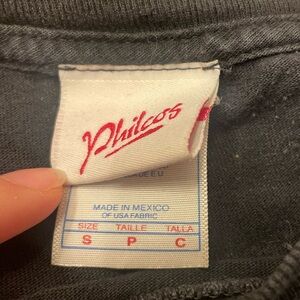 Philcos
MADE IN MEXICO
OF USA FABRIC
SIZE TAILLE TALLA
S P C